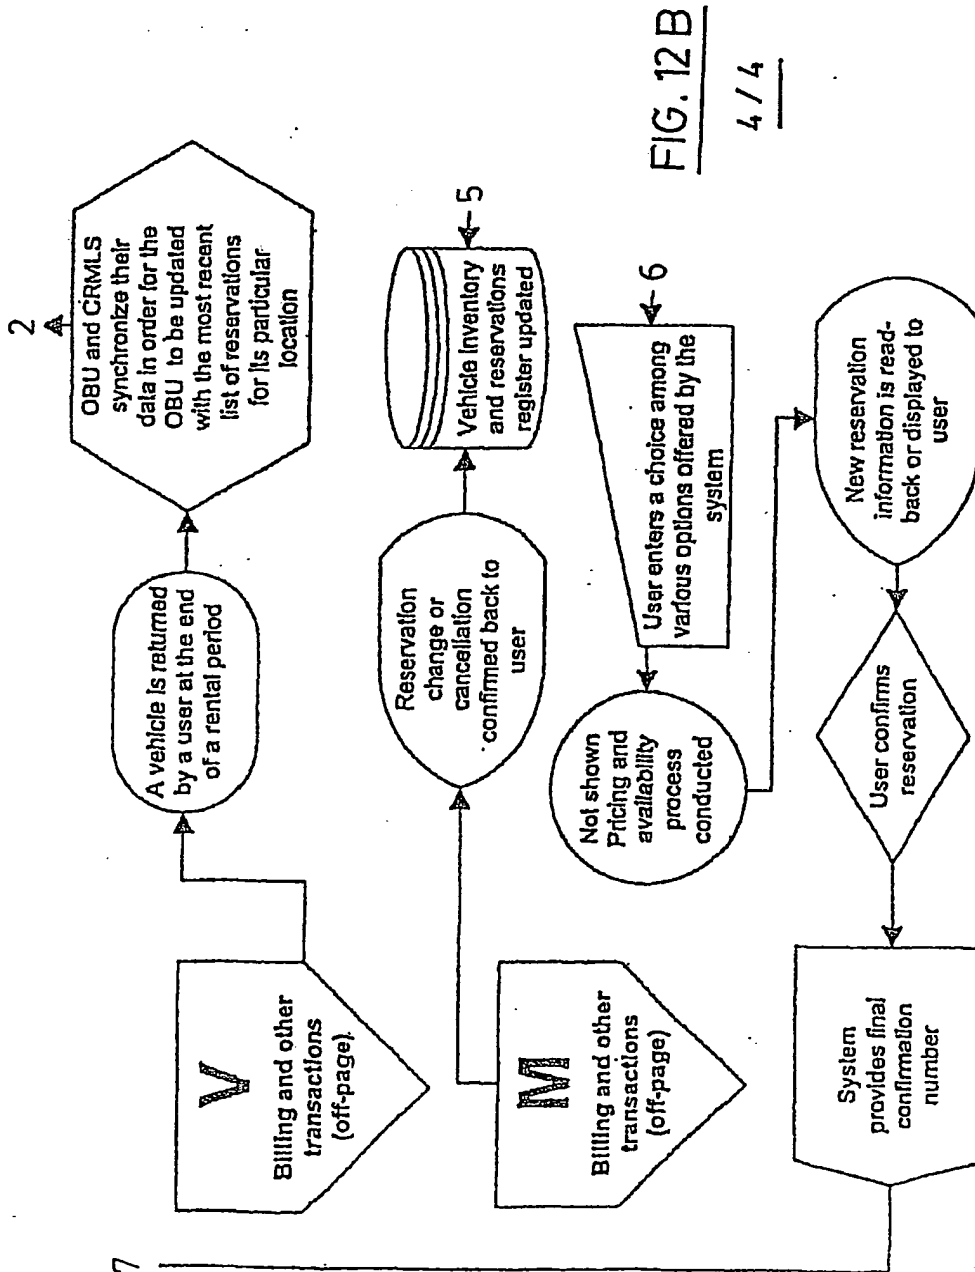 2
OBU and CRMLS
synchronize their
data in order for the
OBU to be updated
with the most recent
list of reservations
for its particular
location
A vehicle is returned
by a user at the end
of a rental period
V
Billing and other
transactions
(off-page).
5
Vehicle Inventory
and reservations
register updated
Reservation
change or
cancellation
confirmed back to
user
M
Billing and other
transactions
(off-page)
6
User enters a choice among
various options offered by the
system
Not shown
Pricing and
availability
process
conducted
New reservation
information is read-
back or displayed to
user
User confirms
reservation
System
provides final
confirmation
number
7
FIG. 12B
4/4